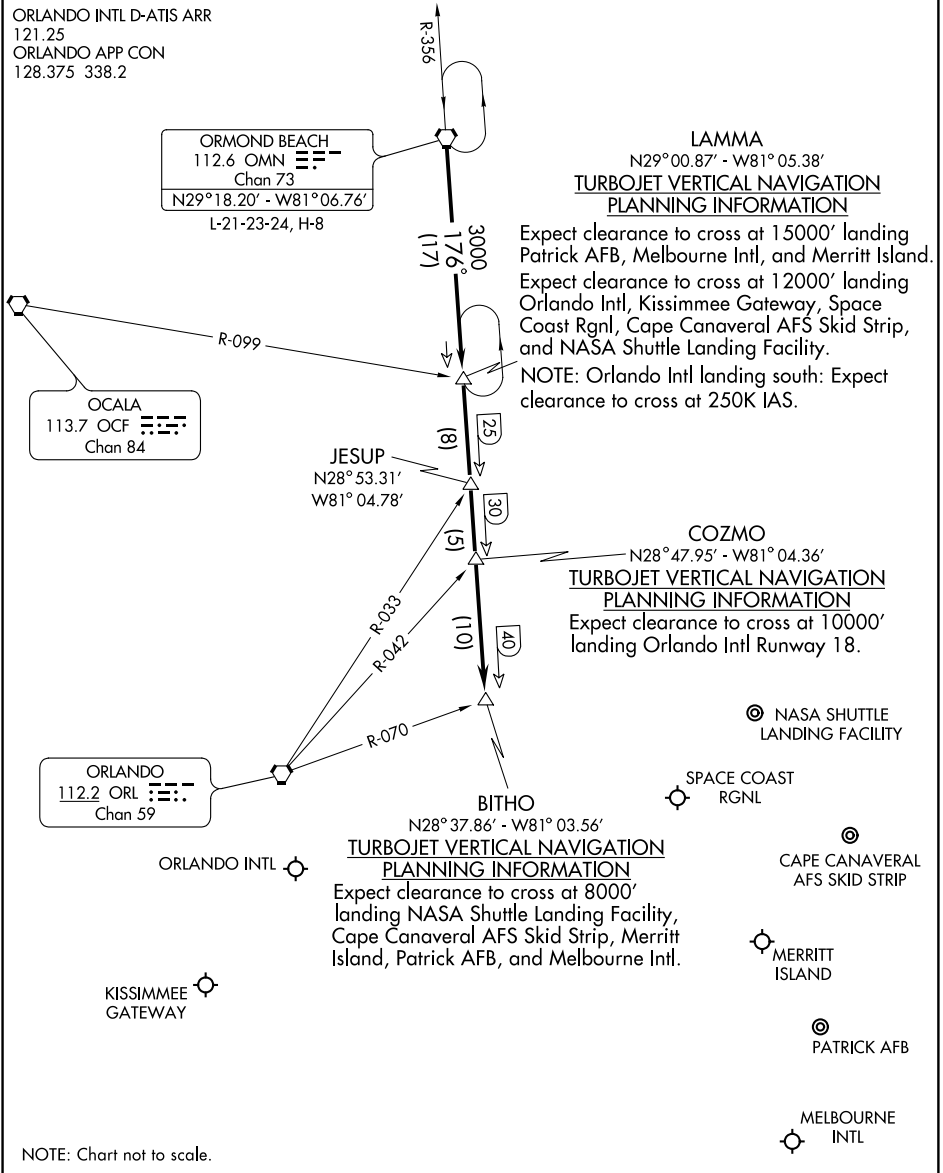 ORLANDO INTL D-ATIS ARR
121.25
ORLANDO APP CON
128.375 338.2
R-356
ORMOND BEACH
112.6 OMN
Chan 73
N29°18.20' - W81°06.76'
L-21-23-24, H-8
3000
176°
(17)
LAMMA
N29°00.87' - W81°05.38'
TURBOJET VERTICAL NAVIGATION
PLANNING INFORMATION
Expect clearance to cross at 15000' landing
Patrick AFB, Melbourne Intl, and Merritt Island.
Expect clearance to cross at 12000' landing
Orlando Intl, Kissimmee Gateway, Space
Coast Rgnl, Cape Canaveral AFS Skid Strip,
and NASA Shuttle Landing Facility.
NOTE: Orlando Intl landing south: Expect
clearance to cross at 250K IAS.
R-099
OCALA
113.7 OCF
Chan 84
25
(8)
JESUP
N28°53.31'
W81°04.78'
30
(5)
COZMO
N28°47.95' - W81°04.36'
TURBOJET VERTICAL NAVIGATION
PLANNING INFORMATION
Expect clearance to cross at 10000'
landing Orlando Intl Runway 18.
R-033
R-042
(10)
40
R-070
ORLANDO
112.2 ORL
Chan 59
BITHO
N28°37.86' - W81°03.56'
TURBOJET VERTICAL NAVIGATION
PLANNING INFORMATION
Expect clearance to cross at 8000'
landing NASA Shuttle Landing Facility,
Cape Canaveral AFS Skid Strip, Merritt
Island, Patrick AFB, and Melbourne Intl.
NASA SHUTTLE
LANDING FACILITY
SPACE COAST
RGNL
CAPE CANAVERAL
AFS SKID STRIP
ORLANDO INTL
MERRITT
ISLAND
KISSIMMEE
GATEWAY
PATRICK AFB
MELBOURNE
INTL
NOTE: Chart not to scale.